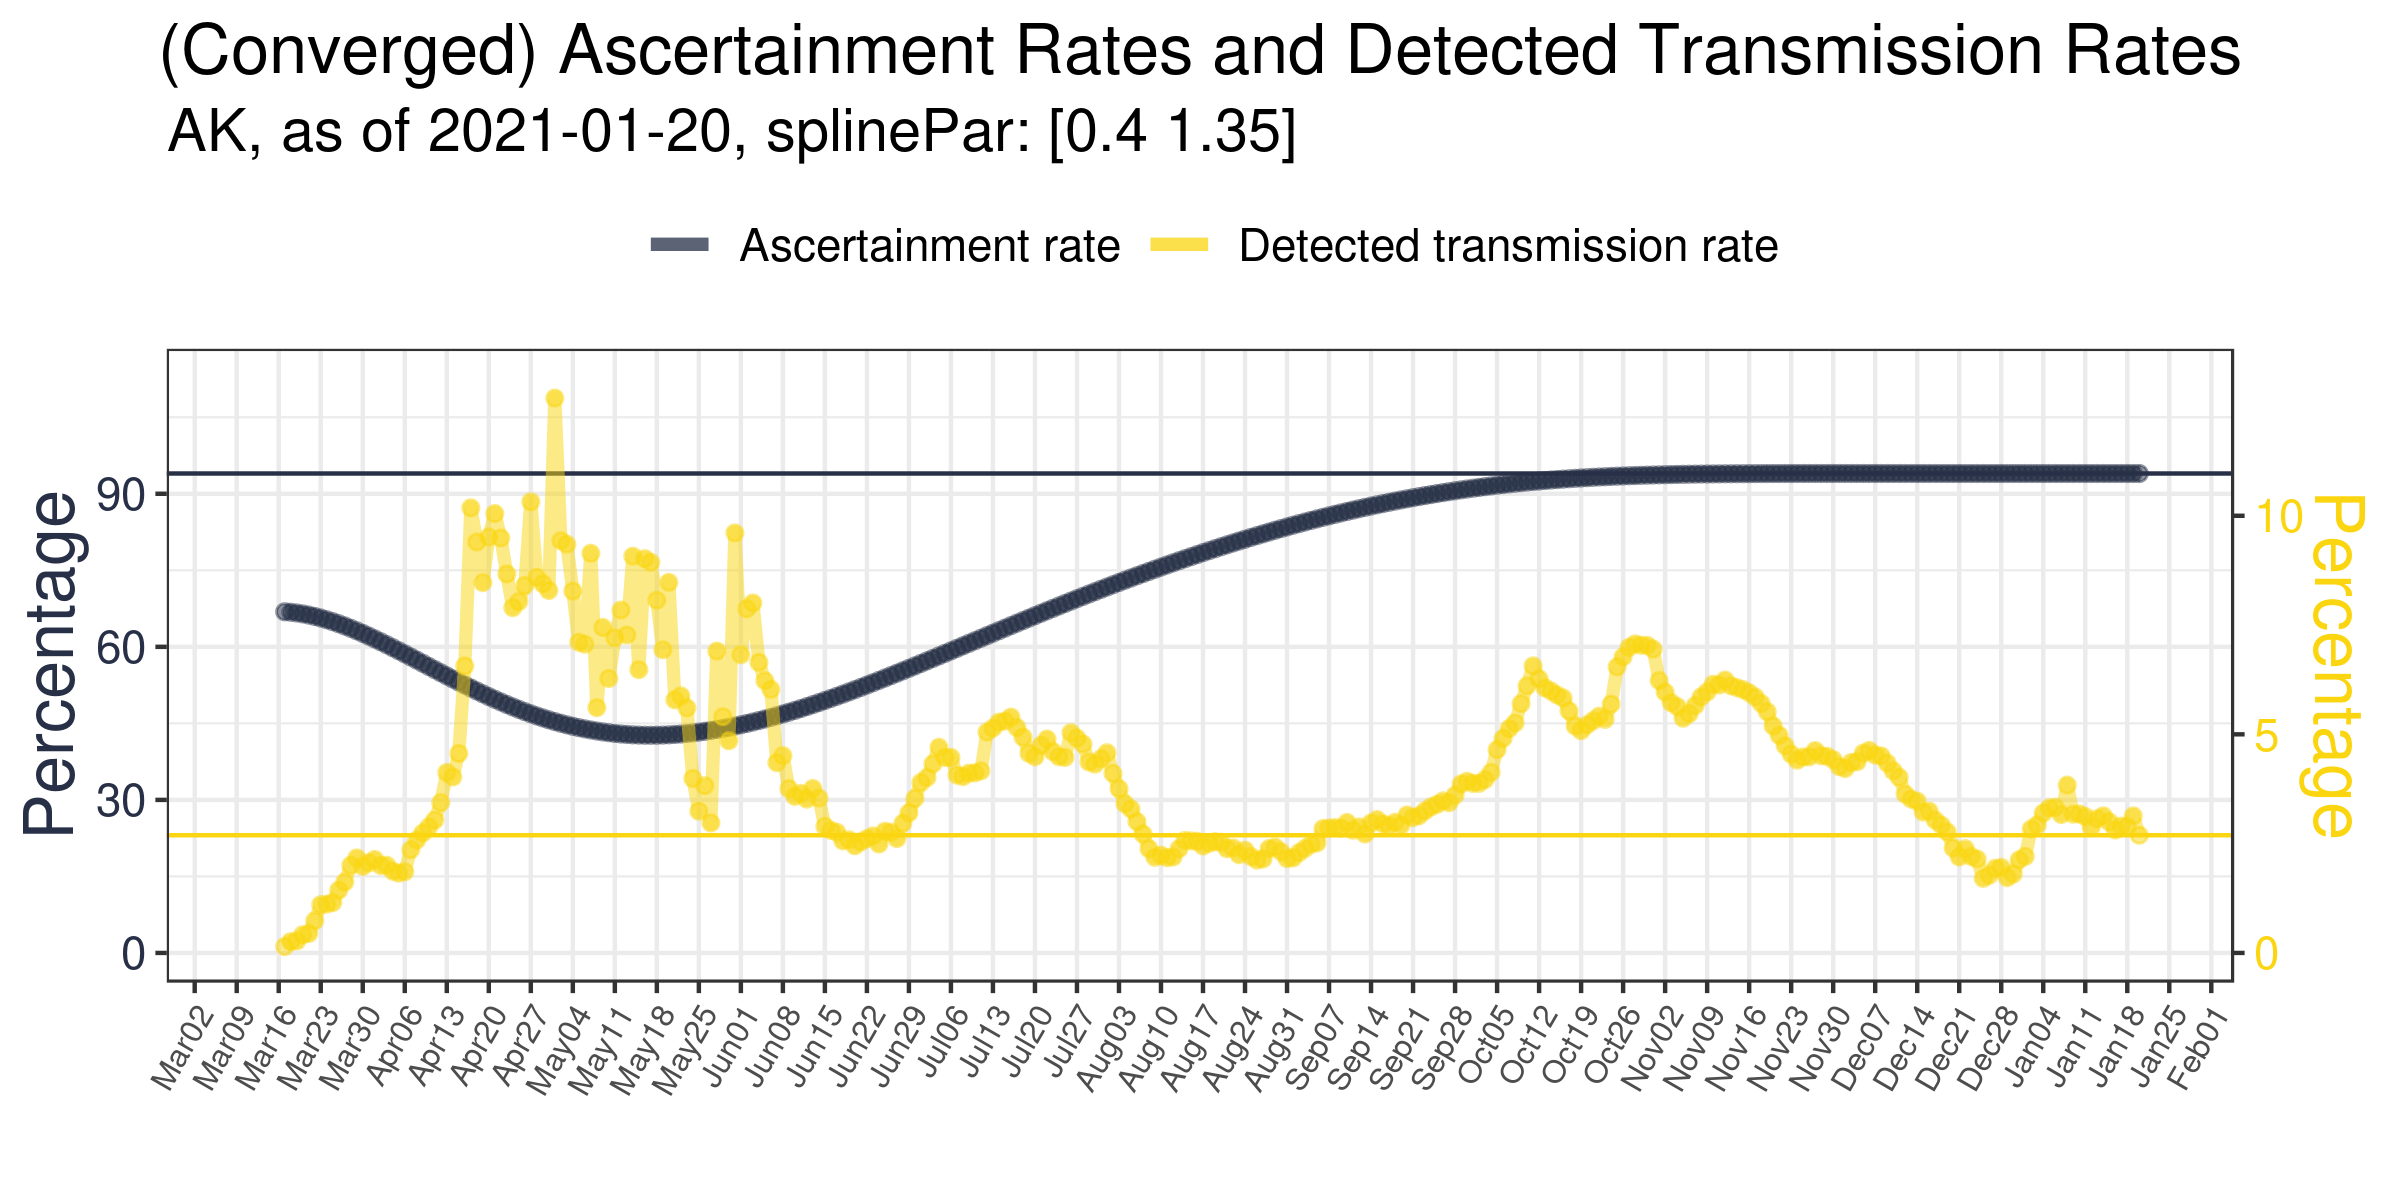 (Converged) Ascertainment Rates and Detected Transmission Rates
AK, as of 2021-01-20, splinePar: [0.4 1.35]
Ascertainment rate Detected transmission rate
Percentage
90
60
30
0
10
5
0
Percentage
Mar02 Mar09 Mar16 Mar23 Mar30 Apr06 Apr13 Apr20 Apr27 May04 May11 May18 May25 Jun01 Jun08 Jun15 Jun22 Jun29 Jul06 Jul13 Jul20 Jul27 Aug03 Aug10 Aug17 Aug24 Aug31 Sep07 Sep14 Sep21 Sep28 Oct05 Oct12 Oct19 Oct26 Nov02 Nov09 Nov16 Nov23 Nov30 Dec07 Dec14 Dec21 Dec28 Jan04 Jan11 Jan18 Jan25 Feb01